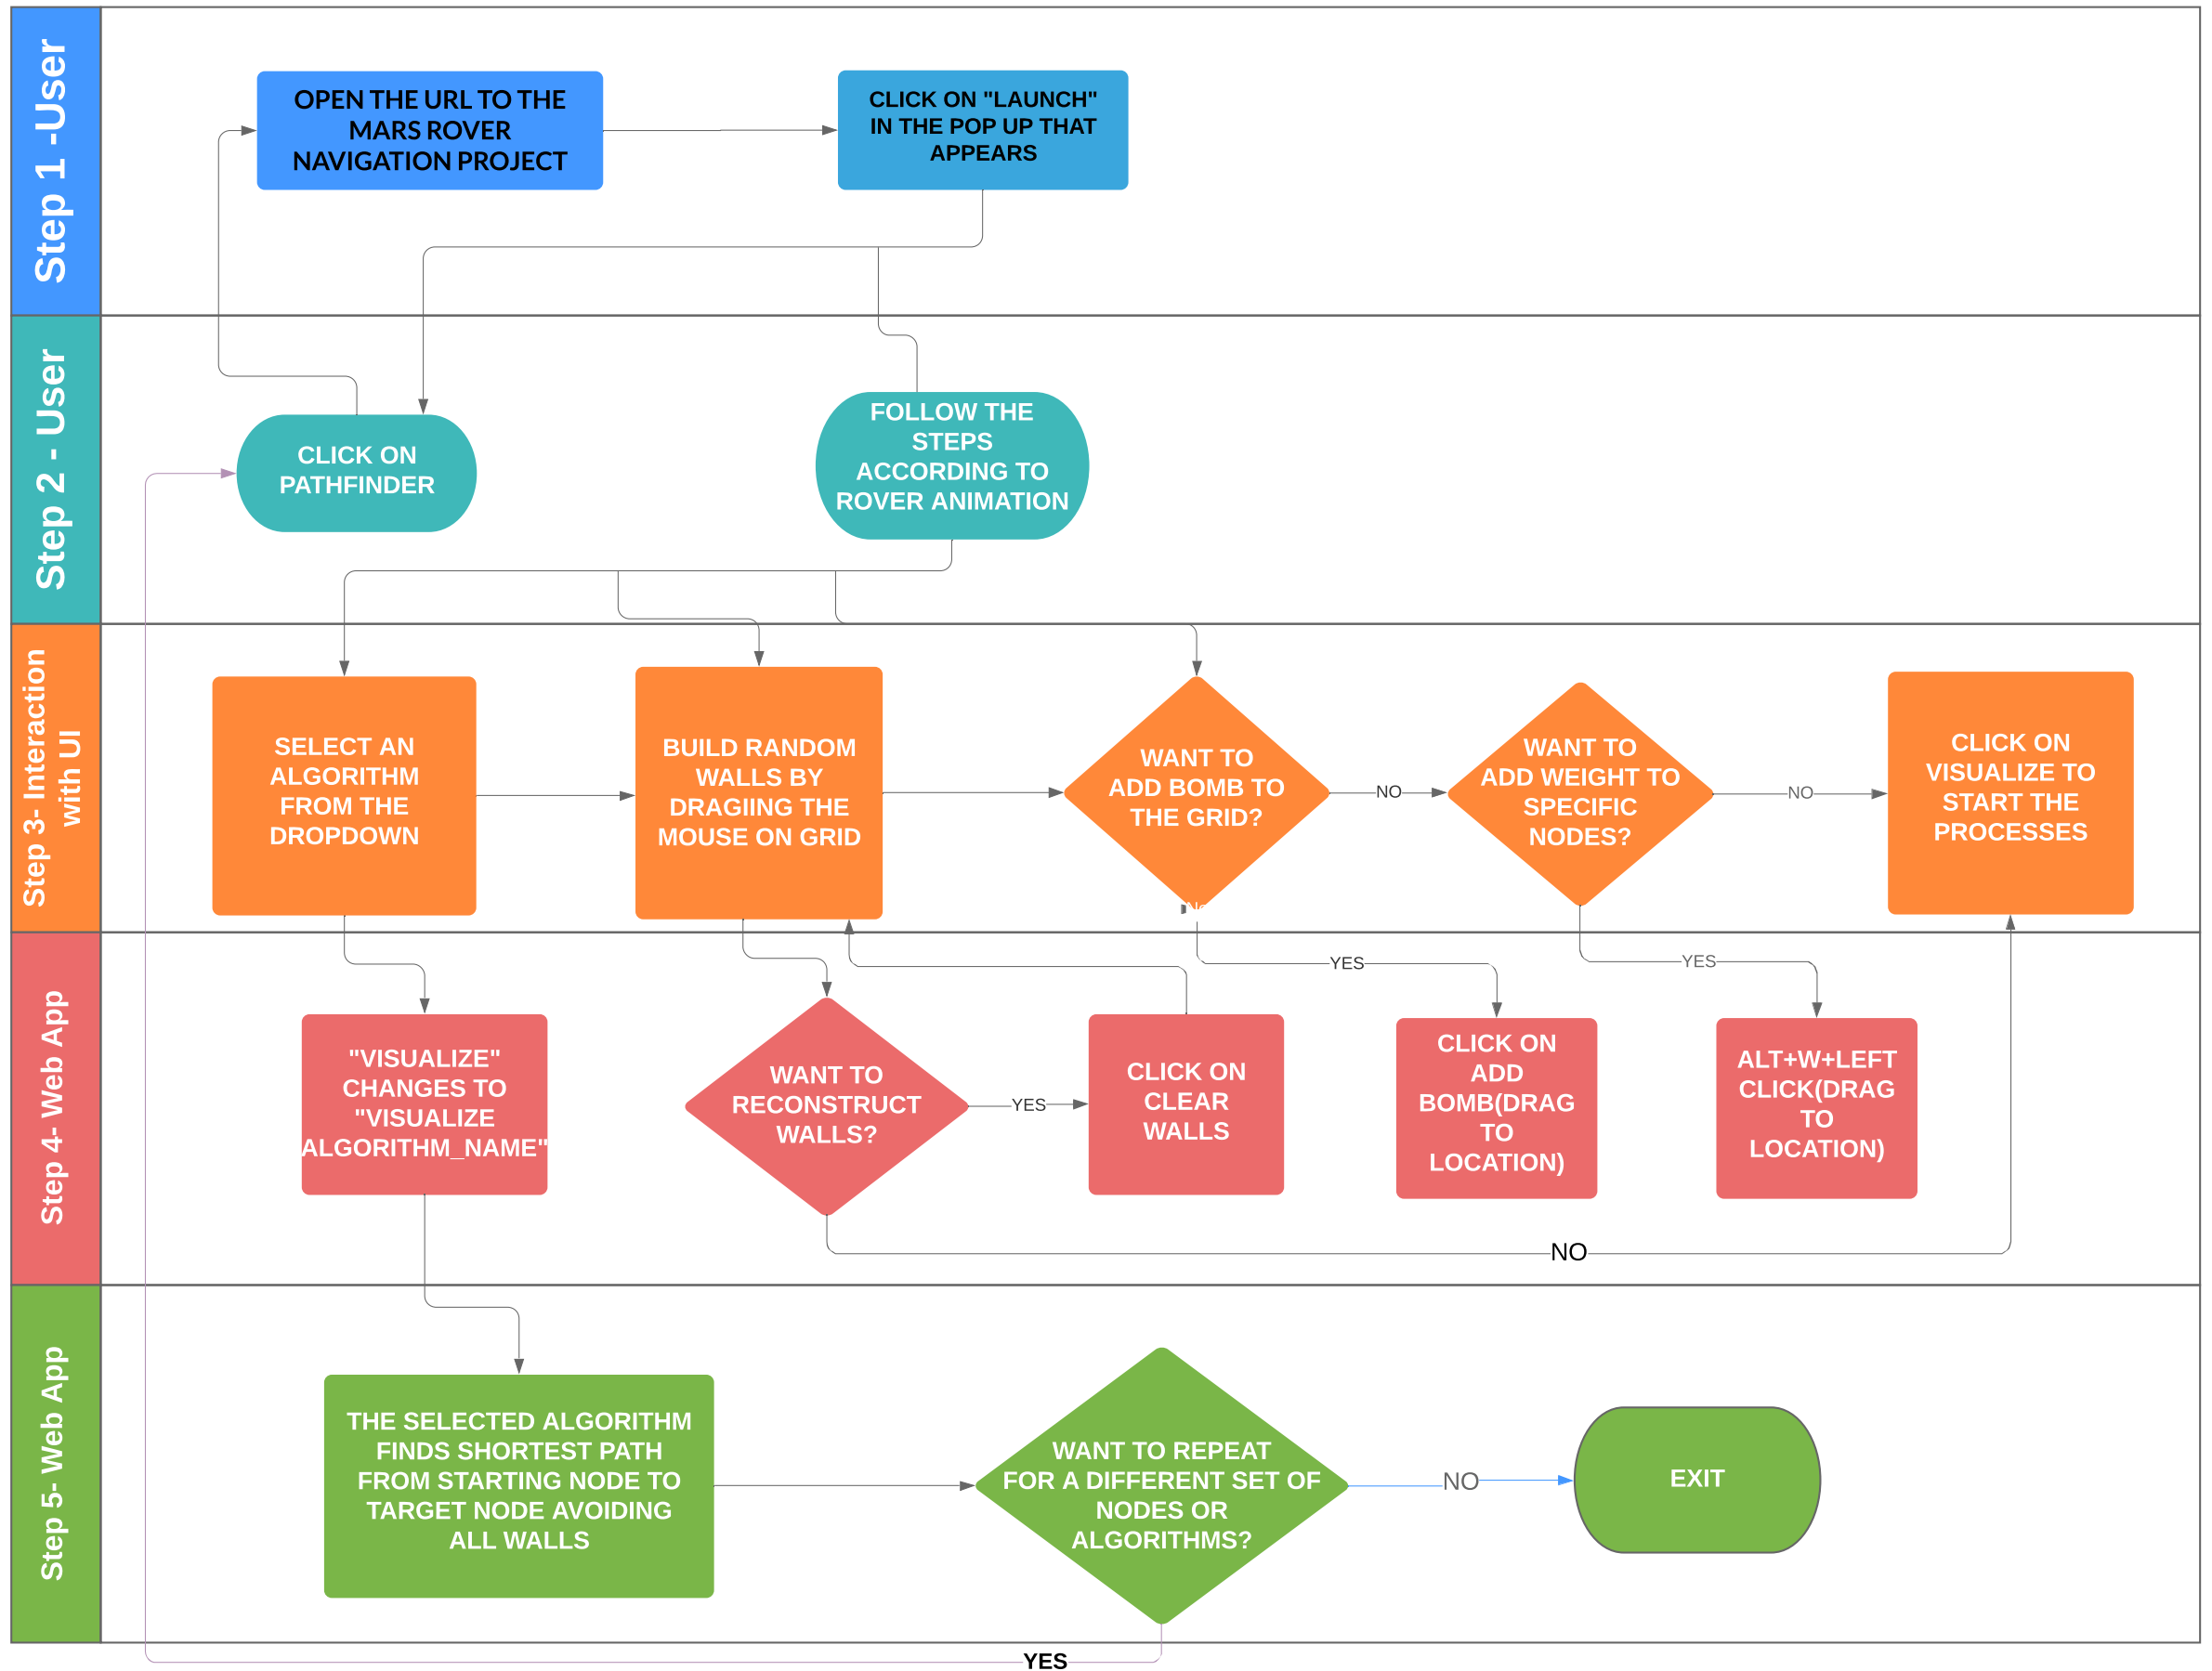 Step 1 -User
OPEN THE URL TO THE
MARS ROVER
NAVIGATION PROJECT
CLICK ON "LAUNCH"
IN THE POP UP THAT
APPEARS
Step 2 - User
CLICK ON
PATHFINDER
FOLLOW THE
STEPS
ACCORDING TO
ROVER ANIMATION
Step 3- Interaction
with UI
SELECT AN
ALGORITHM
FROM THE
DROPDOWN
BUILD RANDOM
WALLS BY
DRAGIING THE
MOUSE ON GRID
WANT TO
ADD BOMB TO
THE GRID?
NO
WANT TO
ADD WEIGHT TO
SPECIFIC
NODES?
NO
CLICK ON
VISUALIZE TO
START THE
PROCESSES
Step 4- Web App
"VISUALIZE"
CHANGES TO
"VISUALIZE
ALGORITHM_NAME"
WANT TO
RECONSTRUCT
WALLS?
YES
CLICK ON
CLEAR
WALLS
YES
CLICK ON
ADD
BOMB(DRAG
TO
LOCATION)
YES
ALT+W+LEFT
CLICK(DRAG
TO
LOCATION)
NO
Step 5- Web App
THE SELECTED ALGORITHM
FINDS SHORTEST PATH
FROM STARTING NODE TO
TARGET NODE AVOIDING
ALL WALLS
WANT TO REPEAT
FOR A DIFFERENT SET OF
NODES OR
ALGORITHMS?
NO
EXIT
YES